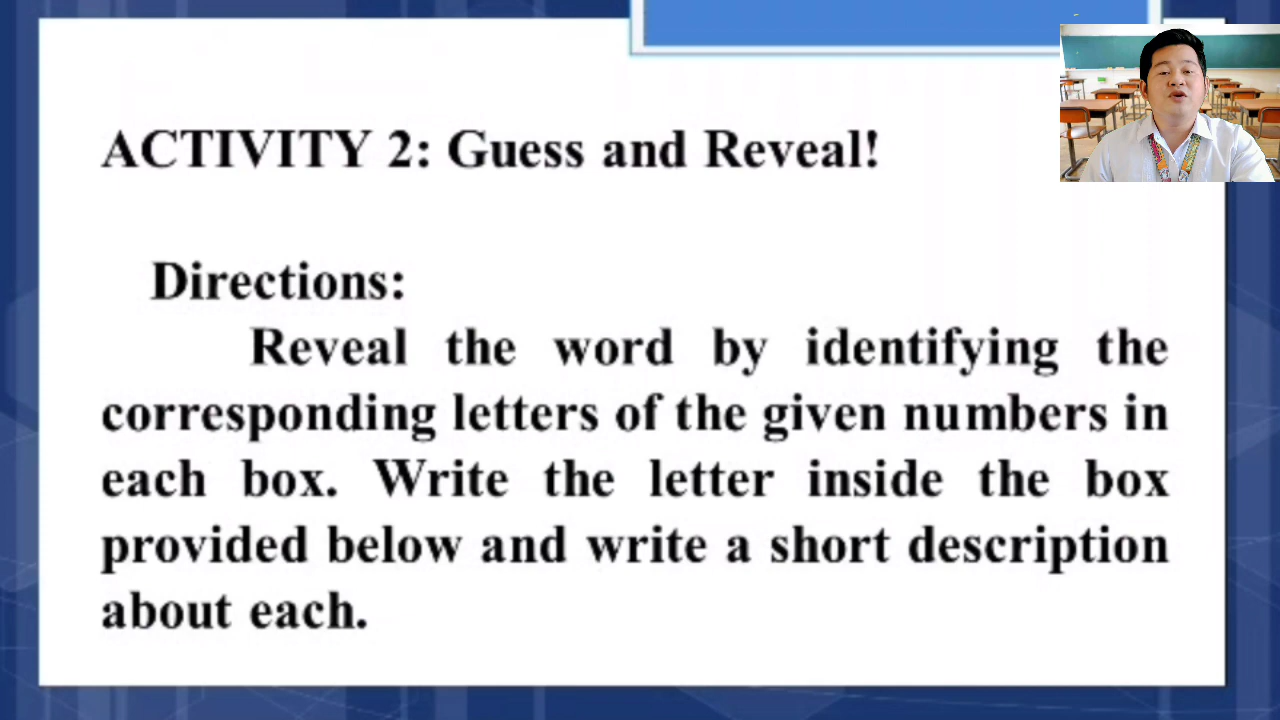 ACTIVITY 2: Guess and Reveal!
Directions:
Reveal the word by identifying the
corresponding letters of the given numbers in
each box. Write the letter inside the box
provided below and write a short description
about each.